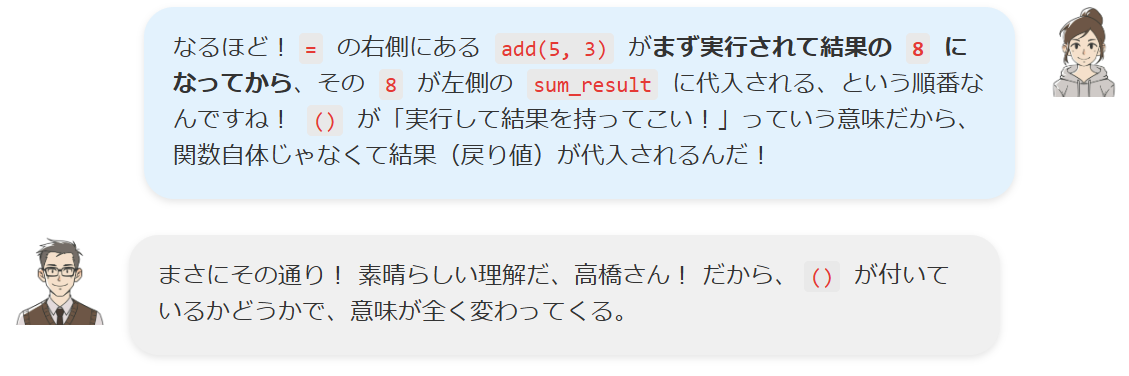 なるほど! = の右側にある add(5, 3) がまず実行されて結果の 8 に
なってから、その 8 が左側の sum_result に代入される、という順番な
んですね! () が「実行して結果を持ってこい!」っていう意味だから、
関数自体じゃなくて結果（戻り値）が代入されるんだ!
まさにその通り! 素晴らしい理解だ、高橋さん! だから、 () が付いて
いるかどうかで、意味が全く変わってくる。